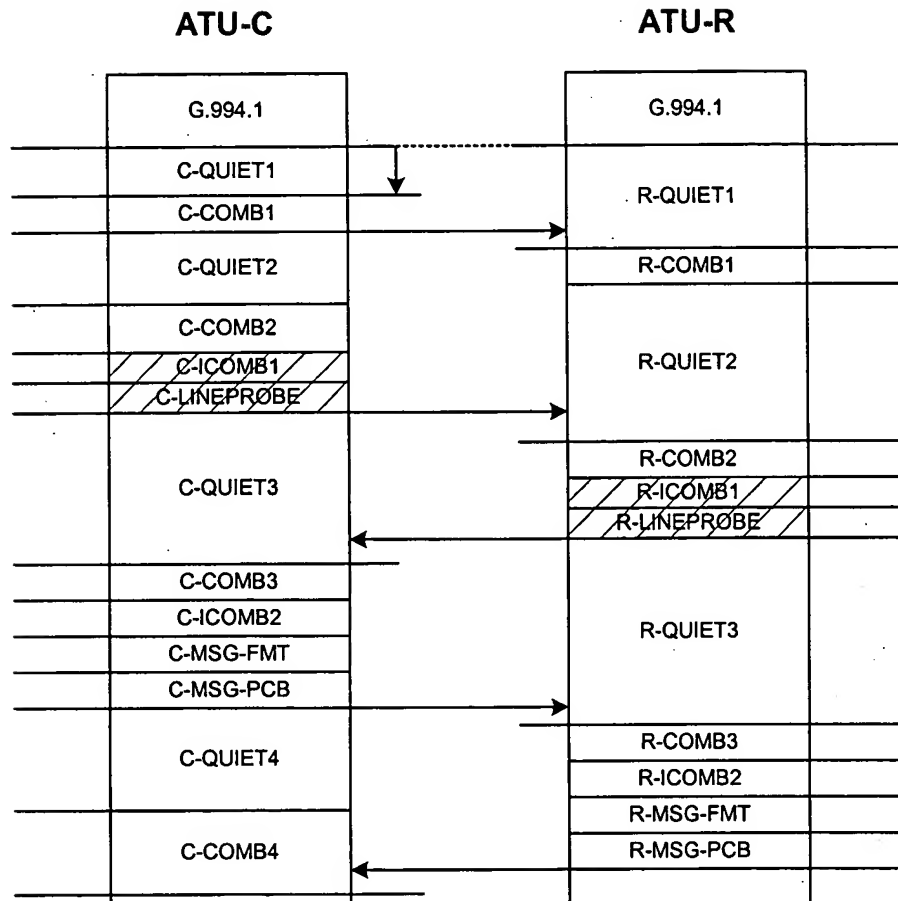 ATU-C
ATU-R
G.994.1
C-QUIET1
C-COMB1
C-QUIET2
C-COMB2
C-ICOMB1
C-LINEPROBE
C-QUIET3
C-COMB3
C-ICOMB2
C-MSG-FMT
C-MSG-PCB
C-QUIET4
C-COMB4
G.994.1
R-QUIET1
R-COMB1
R-QUIET2
R-COMB2
R-ICOMB1
R-LINEPROBE
R-QUIET3
R-COMB3
R-ICOMB2
R-MSG-FMT
R-MSG-PCB